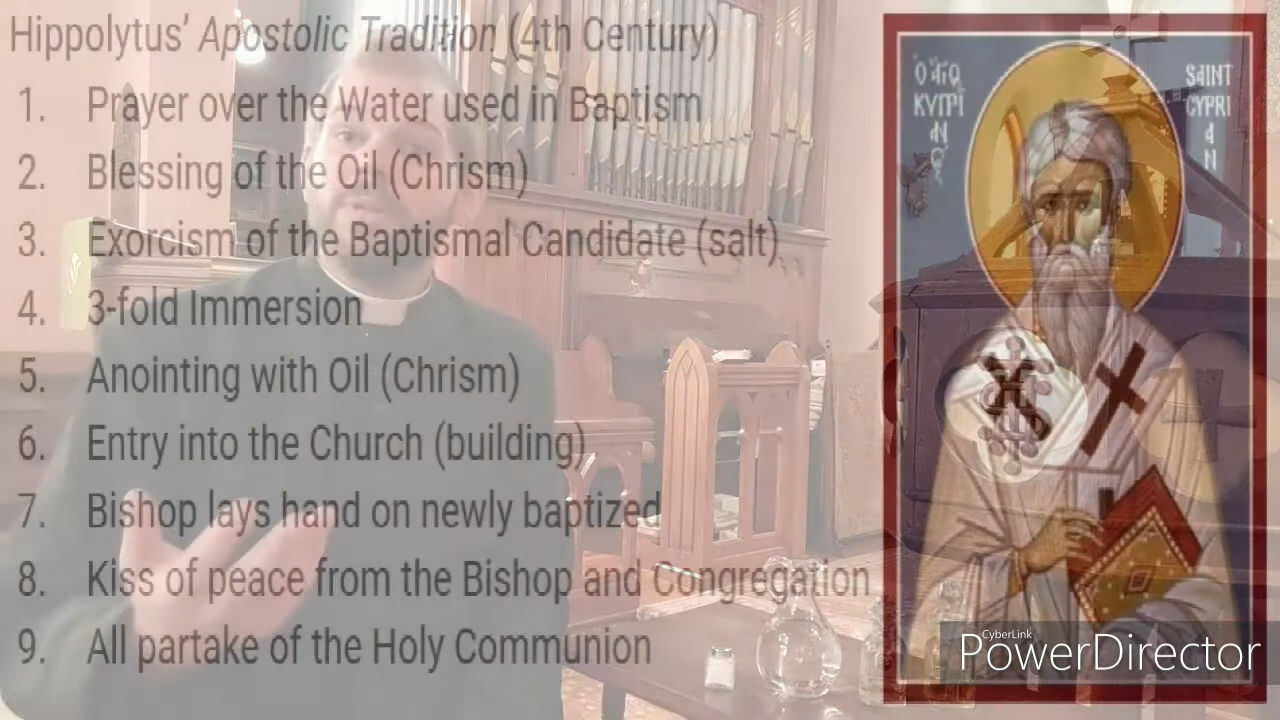 Hippolytus’ Apostolic Tradition (4th Century)
1. Prayer over the Water used in Baptism
2. Blessing of the Oil (Chrism)
3. Exorcism of the Baptismal Candidate (salt)
4. 3-fold Immersion
5. Anointing with Oil (Chrism)
6. Entry into the Church (building)
7. Bishop lays hand on newly baptized
8. Kiss of peace from the Bishop and Congregation
9. All partake of the Holy Communion
SAINT
CYPRI
A
N
CyberLink
PowerDirector